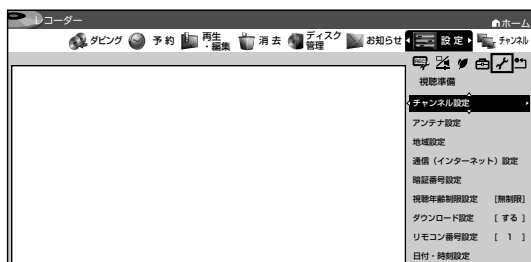 レコーダー
ホーム
ダビング 予約 再生・編集 消去 ディスク管理 お知らせ 設定 チャンネル
視聴準備
チャンネル設定
アンテナ設定
地域設定
通信（インターネット）設定
暗証番号設定
視聴年齢制限設定 [無制限]
ダウンロード設定 [ する ]
リモコン番号設定 [ 1 ]
日付・時刻設定